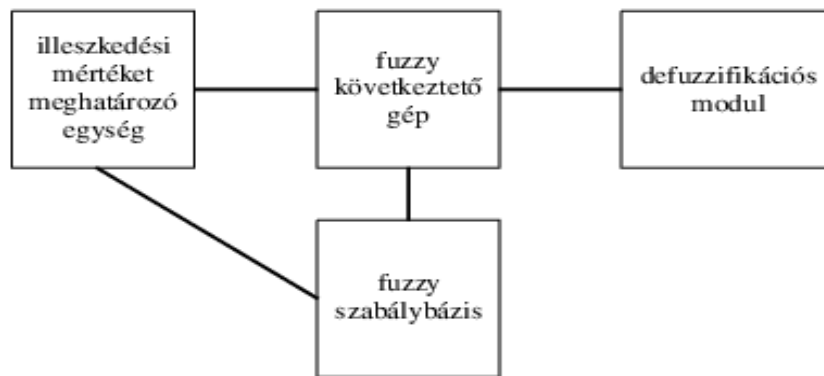 illeszkedési
mértéket
meghatározó
egység
fuzzy
következtető
gép
defuzzifikációs
modul
fuzzy
szabálybázis